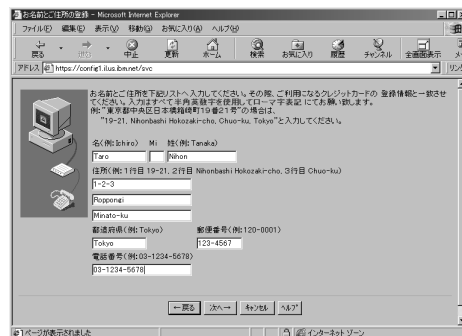 お名前とご住所の登録 - Microsoft Internet Explorer
ファイル(F) 編集(E) 表示(V) 移動(G) お気に入り(A) ヘルプ(H)
戻る 中止 更新 ホーム 検索 お気に入り 履歴 チャンネル 全画面表示
アドレス https://config1.ilus.ibm.net/svc
お名前とご住所を下記リストへ入力してください。その際、ご利用になるクレジットカードの 登録情報と一致させ
てください。入力はすべて半角英数字を使用してローマ字表記 にてお願い致します。
例:"東京都中央区日本橋箱崎町19番21号"の場合は、
"19-21, Nihonbashi Hokozaki-cho, Chuo-ku, Tokyo"と入力してください。
名(例:Ichiro) Mi 姓(例:Tanaka)
Taro Nihon
住所(例:1行目 19-21, 2行目 Nihonbashi Hokozaki-cho, 3行目 Chuo-ku)
1-2-3
Roppongi
Minato-ku
都道府県(例:Tokyo) 郵便番号(例:120-0001)
Tokyo 123-4567
電話番号(例:03-1234-5678)
03-1234-5678
←戻る 次へ→ キャンセル ヘルプ
ページが表示されました インターネット ゾーン